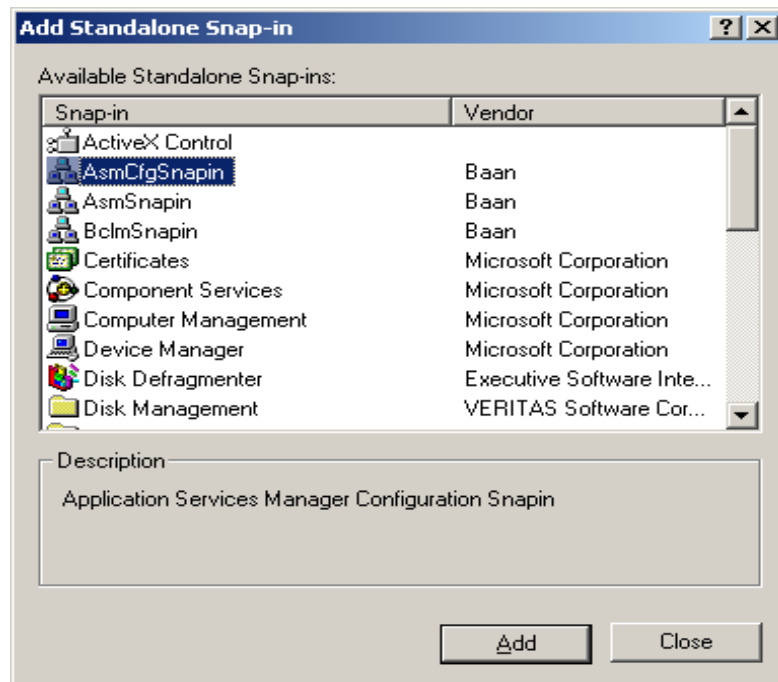 Add Standalone Snap-in
Available Standalone Snap-ins:
Snap-in Vendor
ActiveX Control
AsmCfgSnapin Baan
AsmSnapin Baan
BclmSnapin Baan
Certificates Microsoft Corporation
Component Services Microsoft Corporation
Computer Management Microsoft Corporation
Device Manager Microsoft Corporation
Disk Defragmenter Executive Software Inte...
Disk Management VERITAS Software Cor...
Description
Application Services Manager Configuration Snapin
Add Close